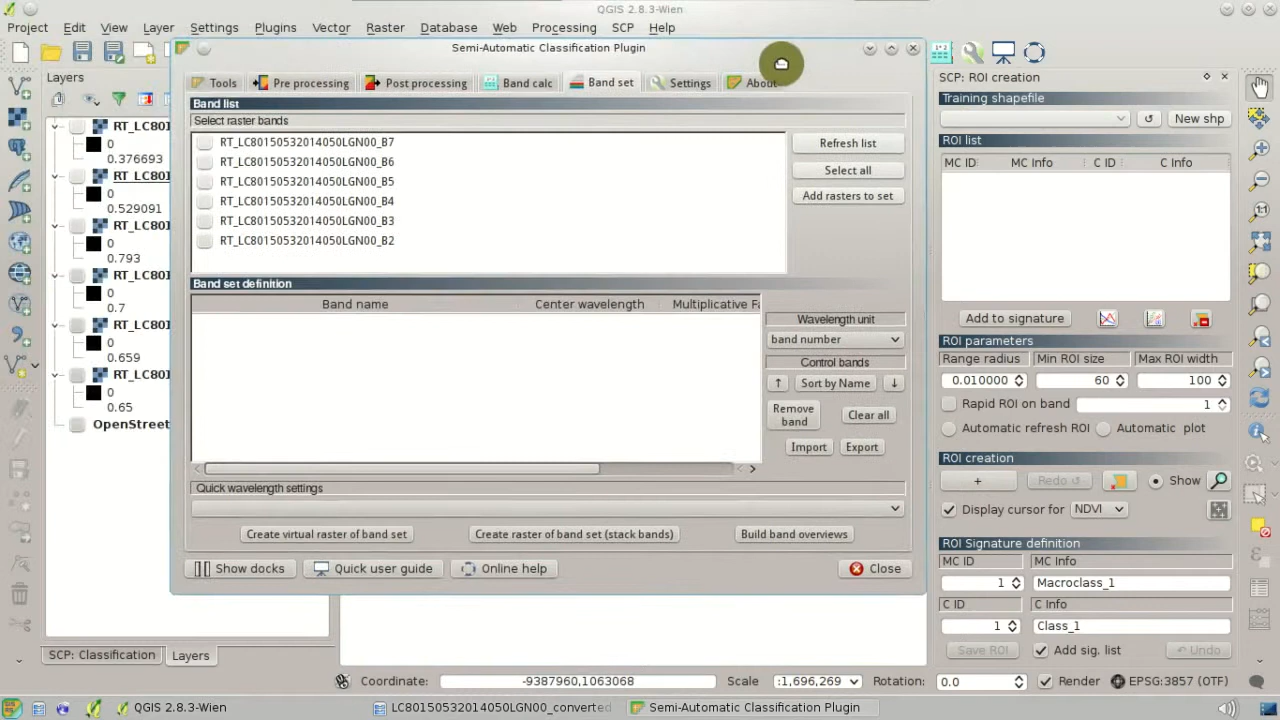 QGIS 2.8.3-Wien
Project Edit View Layer Settings Plugins Vector Raster Database Web Processing SCP Help
Layers
RT_LC80I
0
0.376693
RT_LC80I
0
0.529091
RT_LC80I
0
0.793
RT_LC80I
0
0.7
RT_LC80I
0
0.659
RT_LC80I
0
0.65
OpenStreet
SCP: Classification Layers
Semi-Automatic Classification Plugin
Tools Pre processing Post processing Band calc Band set Settings About
Band list
Select raster bands
RT_LC80150532014050LGN00_B7
RT_LC80150532014050LGN00_B6
RT_LC80150532014050LGN00_B5
RT_LC80150532014050LGN00_B4
RT_LC80150532014050LGN00_B3
RT_LC80150532014050LGN00_B2
Refresh list
Select all
Add rasters to set
Band set definition
Band name Center wavelength Multiplicative Fa
Wavelength unit
band number
Control bands
↑ Sort by Name ↓
Remove band Clear all
Import Export
Quick wavelength settings
Create virtual raster of band set Create raster of band set (stack bands) Build band overviews
Show docks Quick user guide Online help Close
SCP: ROI creation
Training shapefile
New shp
ROI list
MC ID MC Info C ID C Info
Add to signature
ROI parameters
Range radius Min ROI size Max ROI width
0.010000 60 100
Rapid ROI on band 1
Automatic refresh ROI Automatic plot
ROI creation
+ Redo ↺ Show
Display cursor for NDVI
ROI Signature definition
MC ID MC Info
1 Macroclass_1
C ID C Info
1 Class_1
Save ROI Add sig. list Undo
Coordinate: -9387960,1063068 Scale :1,696,269 Rotation: 0.0 Render EPSG:3857 (OTF)
QGIS 2.8.3-Wien LC80150532014050LGN00_converted Semi-Automatic Classification Plugin